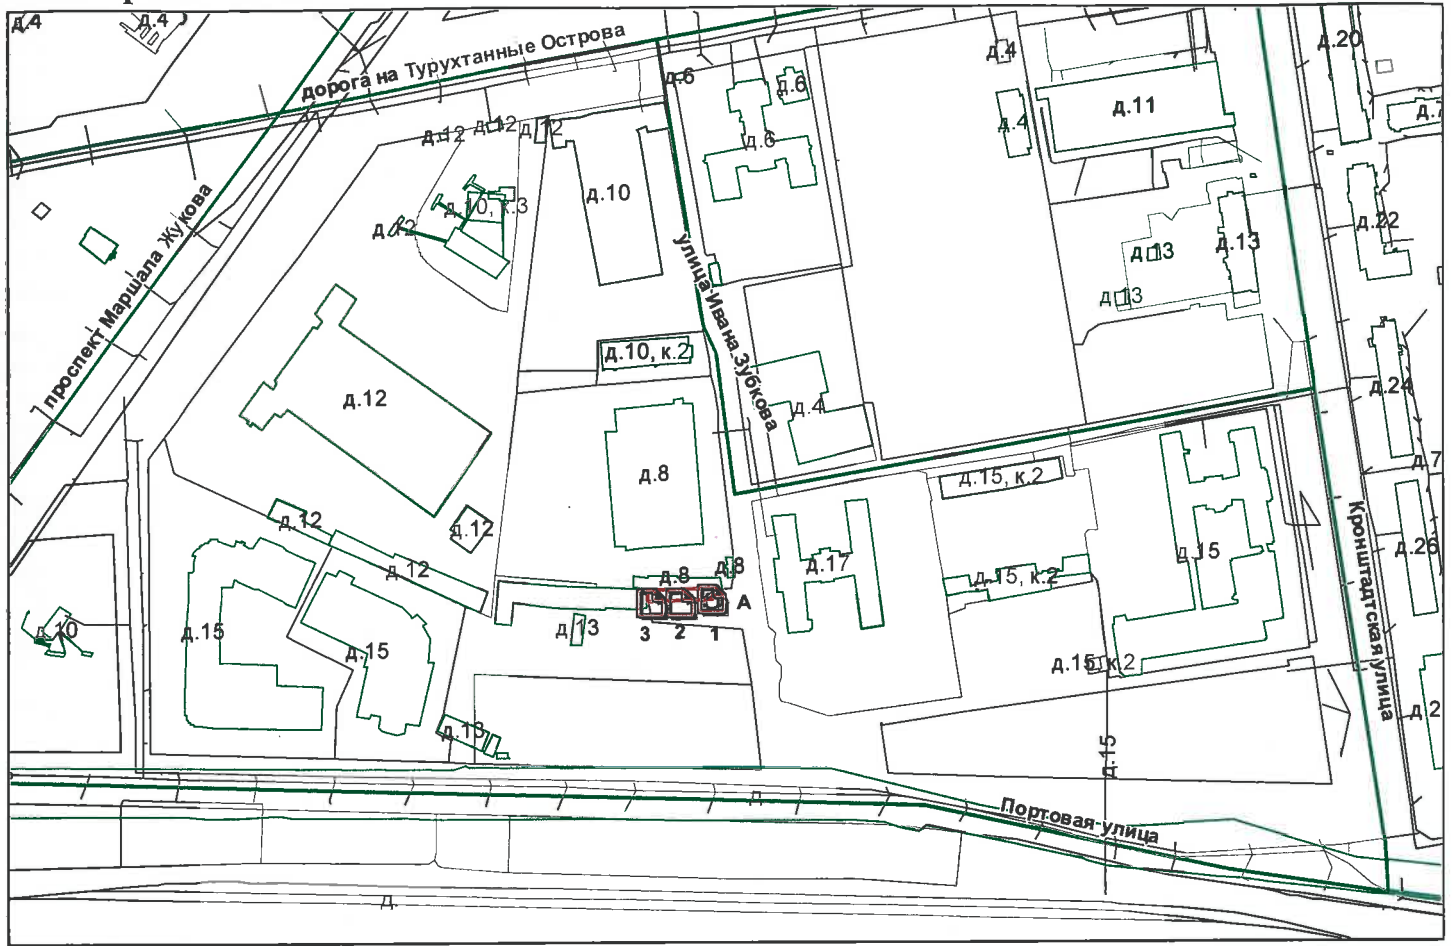 д.4
д.4
дорога на Турухтанные Острова
д.4
д.20
д.6
д.6
д.11
д.7
д.12
д.12
д.12
д.6
д.4
д.10
д.10, к.3
д.12
проспект Маршала Жукова
д.22
д.13
д.13
д.13
улица Ивана Зубкова
д.10, к.2
д.12
д.4
д.24
д.8
д.15, к.2
д.7
д.12
д.12
Кронштадтская улица
д.15
д.26
д.12
д.8
д.8
д.17
д.15, к.2
А
3
2
1
д.10
д.15
д.13
д.15
д.15, к.2
д.13
д.2
д.15
Д
Портовая улица
Д